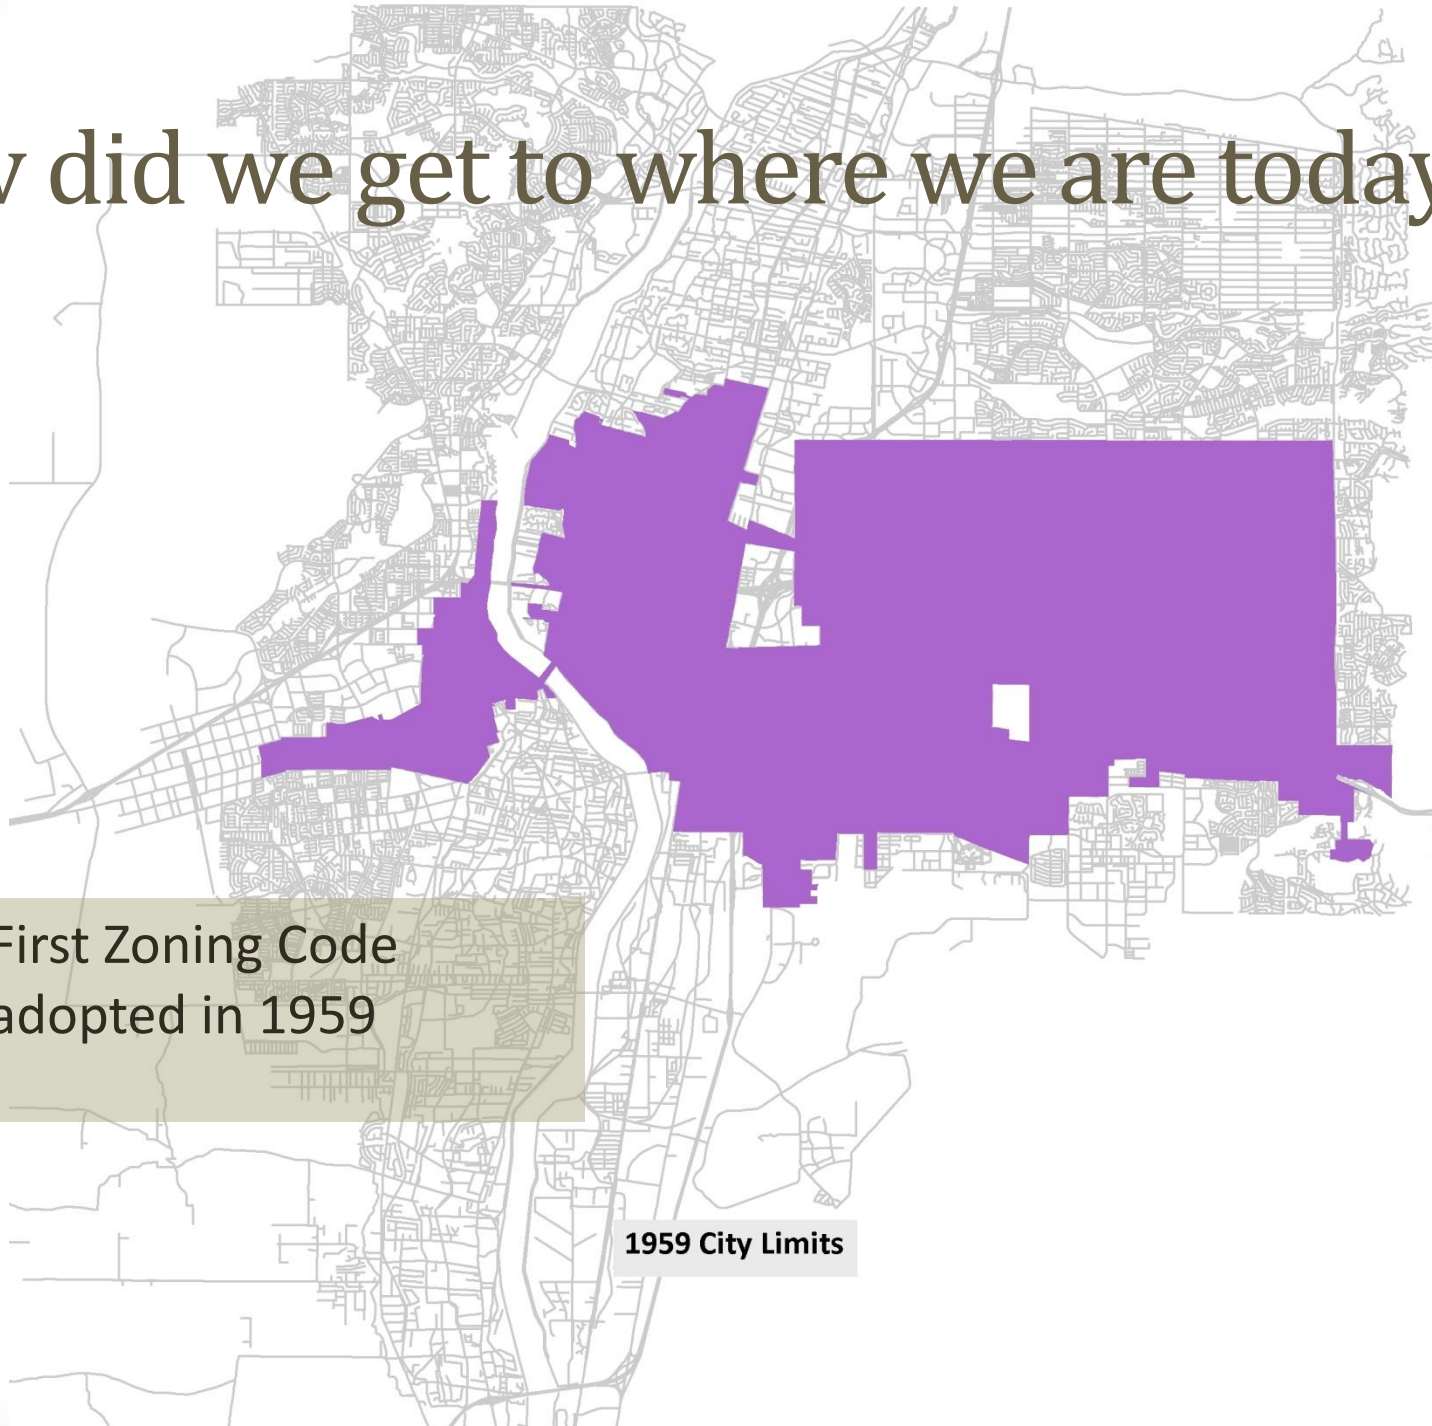 did we get to where we are today
First Zoning Code
adopted in 1959
1959 City Limits